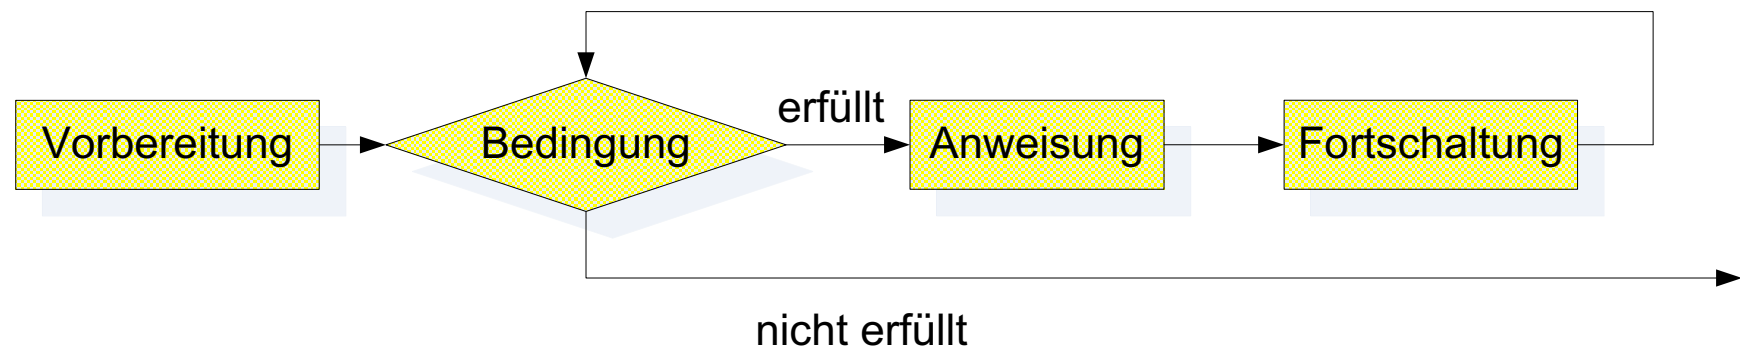 erfüllt
Vorbereitung
Bedingung
Anweisung
Fortschaltung
nicht erfüllt